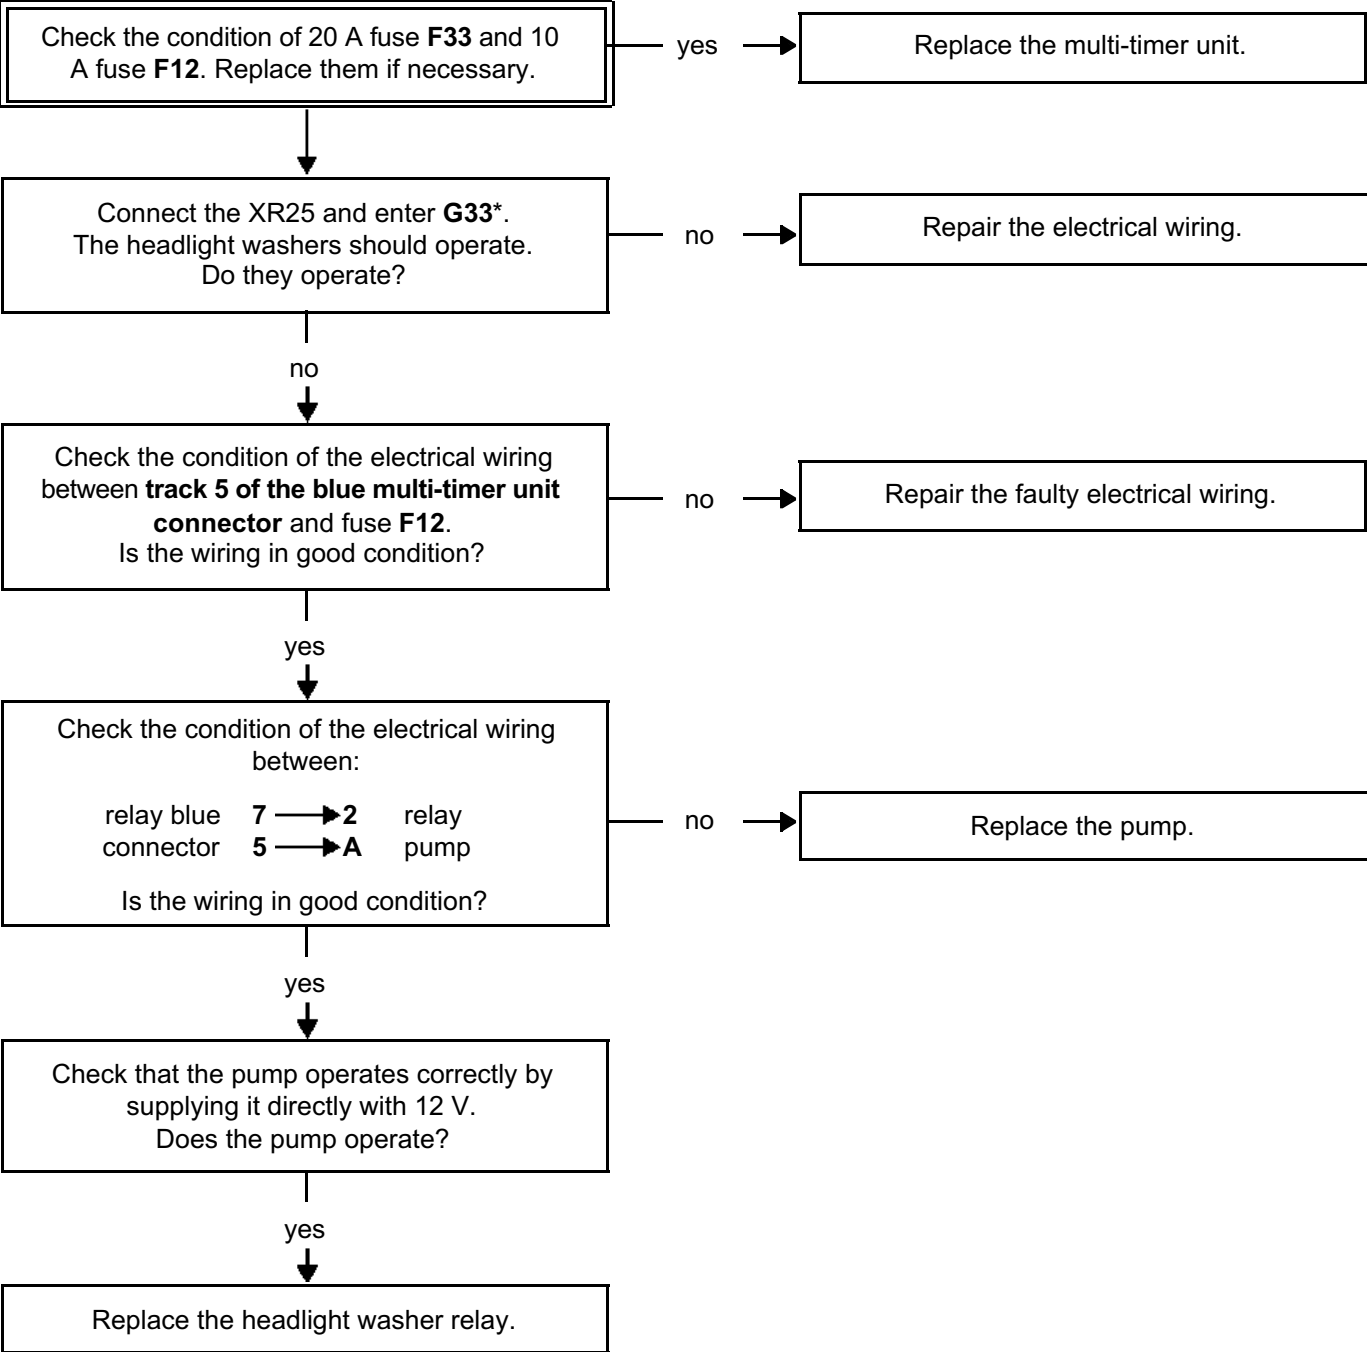 Check the condition of 20 A fuse F33 and 10
A fuse F12. Replace them if necessary.
yes
Replace the multi-timer unit.
Connect the XR25 and enter G33*.
The headlight washers should operate.
Do they operate?
no
Repair the electrical wiring.
no
Check the condition of the electrical wiring
between track 5 of the blue multi-timer unit
connector and fuse F12.
Is the wiring in good condition?
no
Repair the faulty electrical wiring.
yes
Check the condition of the electrical wiring
between:
relay blue 7 2 relay
connector 5 A pump
Is the wiring in good condition?
no
Replace the pump.
yes
Check that the pump operates correctly by
supplying it directly with 12 V.
Does the pump operate?
yes
Replace the headlight washer relay.